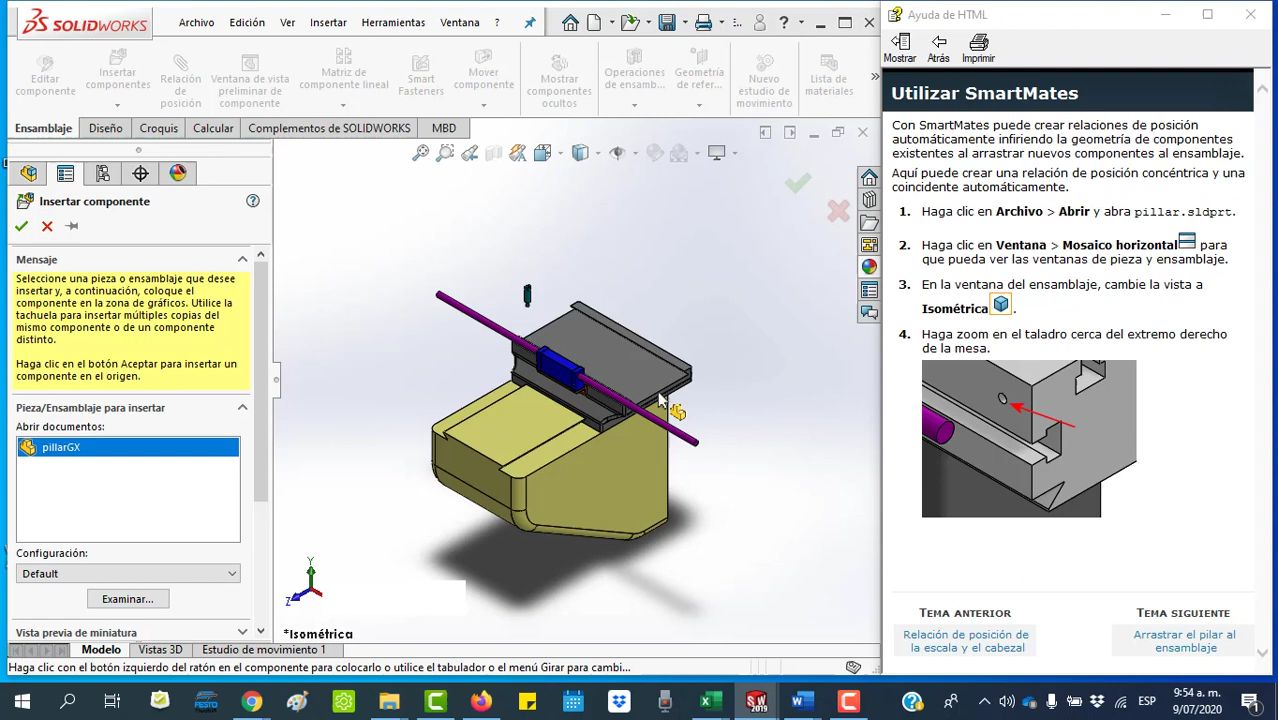 SOLIDWORKS
Archivo Edición Ver Insertar Herramientas Ventana
Editar componente
Insertar componentes
Relación de posición
Ventana de vista preliminar de componente
Matriz de componente lineal
Smart Fasteners
Mover componente
Mostrar componentes ocultos
Operaciones de ensamb...
Geometría de refer...
Nuevo estudio de movimiento
Lista de materiales
Ensamblaje Diseño Croquis Calcular Complementos de SOLIDWORKS MBD
Insertar componente
Mensaje
Seleccione una pieza o ensamblaje que desee
insertar y, a continuación, coloque el
componente en la zona de gráficos. Utilice la
tachuela para insertar múltiples copias del
mismo componente o de un componente
distinto.
Haga clic en el botón Aceptar para insertar un
componente en el origen.
Pieza/Ensamblaje para insertar
Abrir documentos:
pillarGX
Configuración:
Default
Examinar...
Vista previa de miniatura
Y
Z
*Isométrica
Modelo Vistas 3D Estudio de movimiento 1
Haga clic con el botón izquierdo del ratón en el componente para colocarlo o utilice el tabulador o el menú Girar para cambi...
Ayuda de HTML
Mostrar Atrás Imprimir
Utilizar SmartMates
Con SmartMates puede crear relaciones de posición
automáticamente infiriendo la geometría de componentes
existentes al arrastrar nuevos componentes al ensamblaje.
Aquí puede crear una relación de posición concéntrica y una
coincidente automáticamente.
1. Haga clic en Archivo > Abrir y abra pillar.sldprt.
2. Haga clic en Ventana > Mosaico horizontal para
que pueda ver las ventanas de pieza y ensamblaje.
3. En la ventana del ensamblaje, cambie la vista a
Isométrica .
4. Haga zoom en el taladro cerca del extremo derecho
de la mesa.
TEMA ANTERIOR
Relación de posición de
la escala y el cabezal
TEMA SIGUIENTE
Arrastrar el pilar al
ensamblaje
FESTO
SW
2019
ESP
9:54 a. m.
9/07/2020